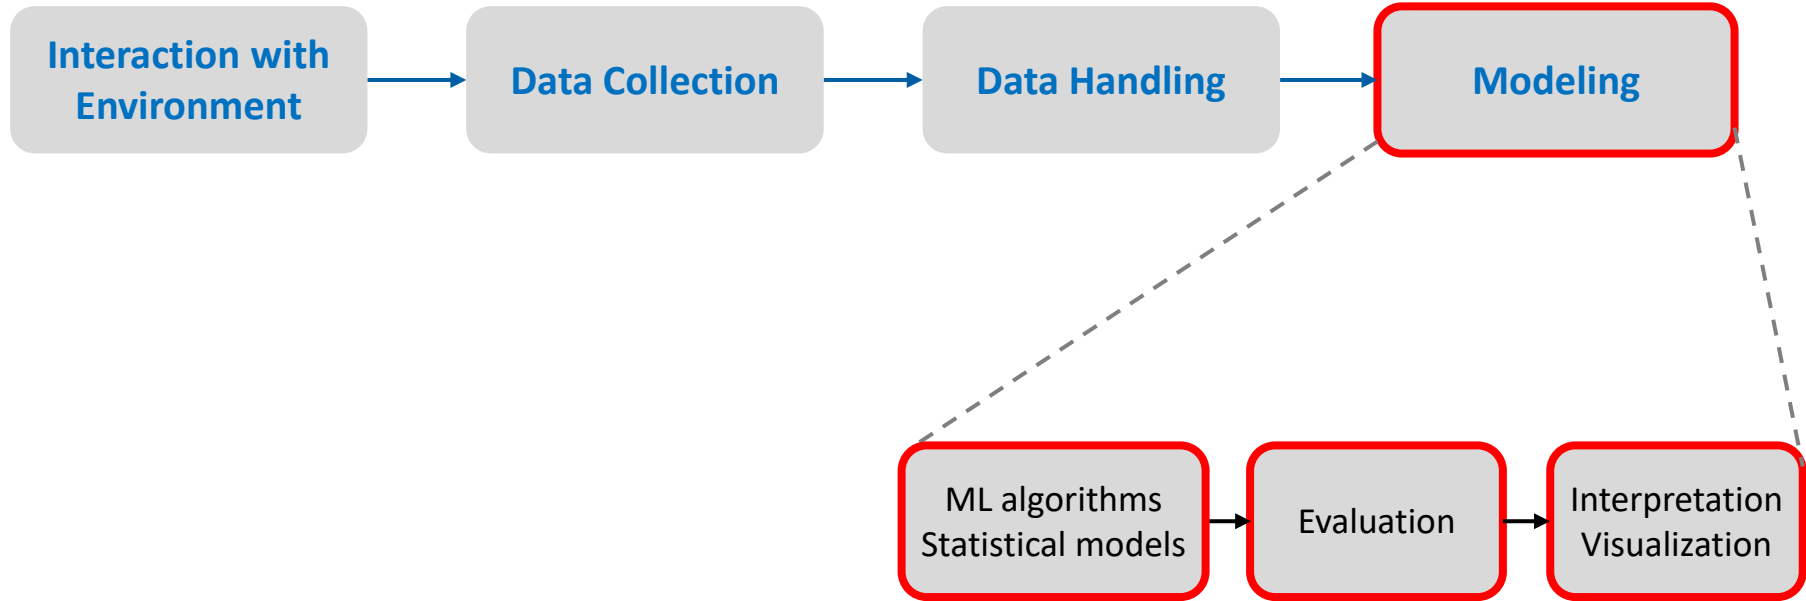 Interaction with
Environment
Data Collection
Data Handling
Modeling
ML algorithms
Statistical models
Evaluation
Interpretation
Visualization